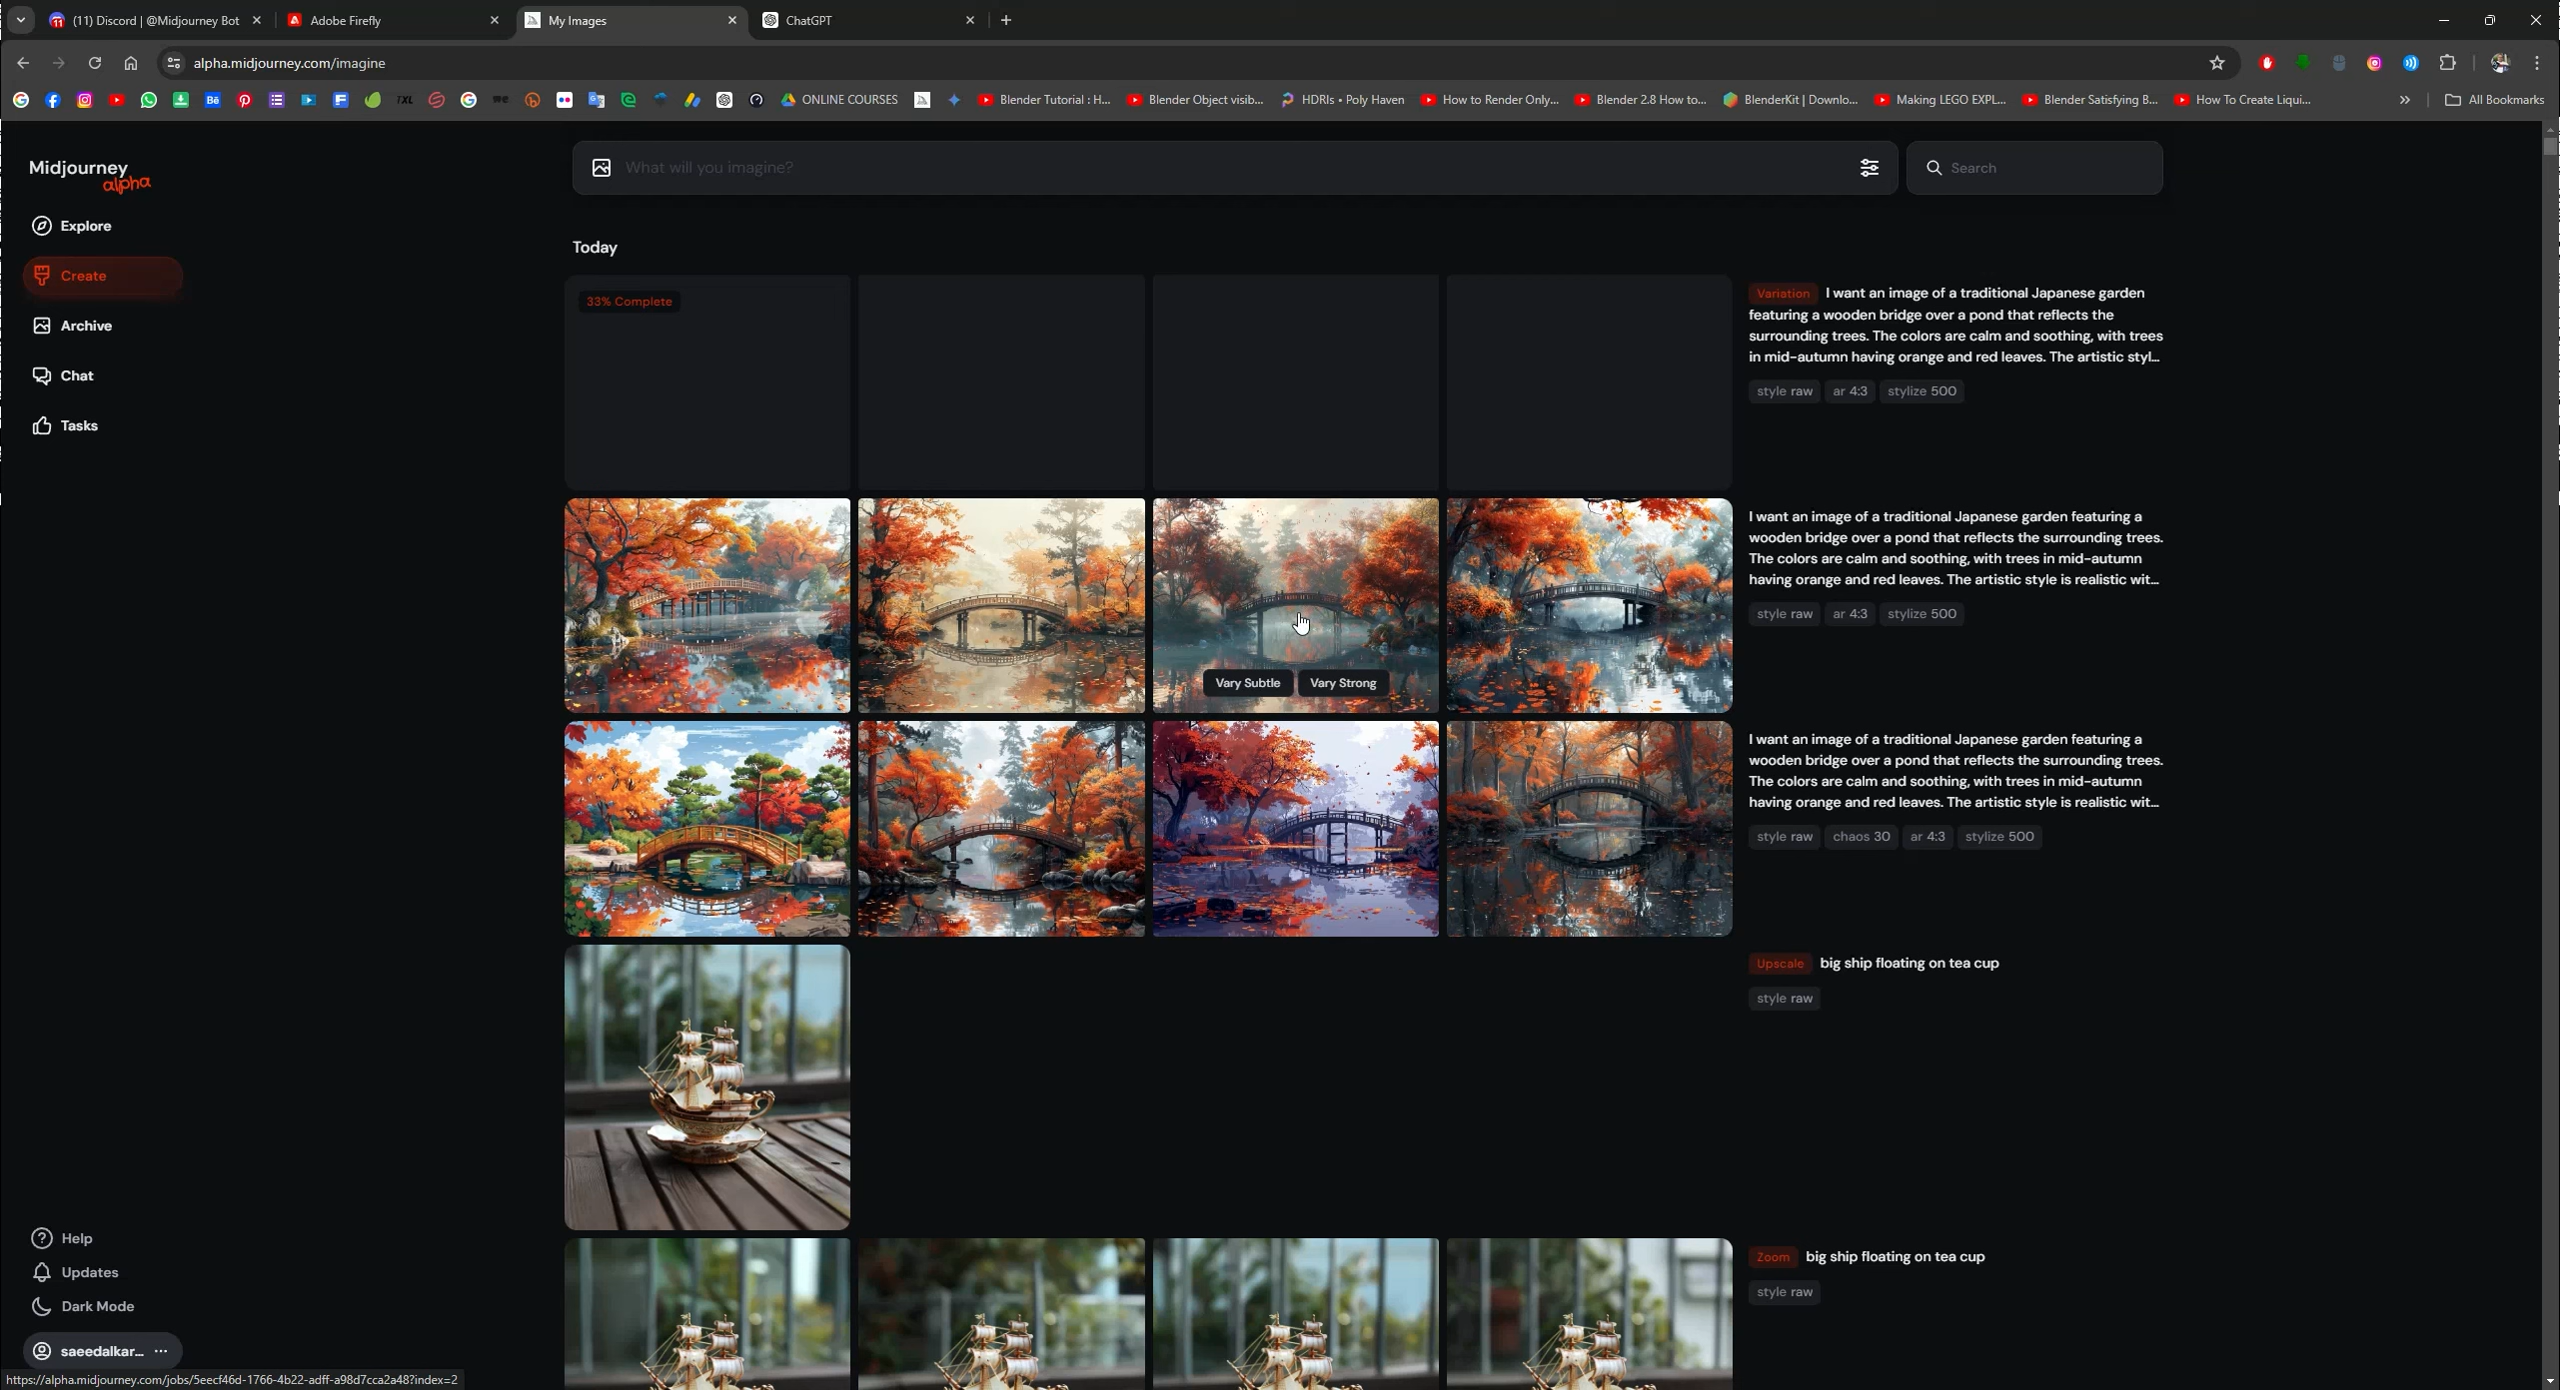 (11) Discord | @Midjourney Bot
Adobe Firefly
My Images
ChatGPT
alpha.midjourney.com/imagine
ONLINE COURSES
Blender Tutorial : H...
Blender Object visib...
HDRIs • Poly Haven
How to Render Only...
Blender 2.8 How to...
BlenderKit | Downlo...
Making LEGO EXPL...
Blender Satisfying B...
How To Create Liqui...
All Bookmarks
Midjourney
alpha
What will you imagine?
Search
Explore
Create
Archive
Chat
Tasks
Today
33% Complete
Variation I want an image of a traditional Japanese garden
featuring a wooden bridge over a pond that reflects the
surrounding trees. The colors are calm and soothing, with trees
in mid-autumn having orange and red leaves. The artistic styl...
style raw ar 4:3 stylize 500
Vary Subtle Vary Strong
I want an image of a traditional Japanese garden featuring a
wooden bridge over a pond that reflects the surrounding trees.
The colors are calm and soothing, with trees in mid-autumn
having orange and red leaves. The artistic style is realistic wit...
style raw ar 4:3 stylize 500
I want an image of a traditional Japanese garden featuring a
wooden bridge over a pond that reflects the surrounding trees.
The colors are calm and soothing, with trees in mid-autumn
having orange and red leaves. The artistic style is realistic wit...
style raw chaos 30 ar 4:3 stylize 500
Upscale big ship floating on tea cup
style raw
Zoom big ship floating on tea cup
style raw
Help
Updates
Dark Mode
saeedalkar...
https://alpha.midjourney.com/jobs/5eecf46d-1766-4b22-adff-a98d7cca2a48?index=2